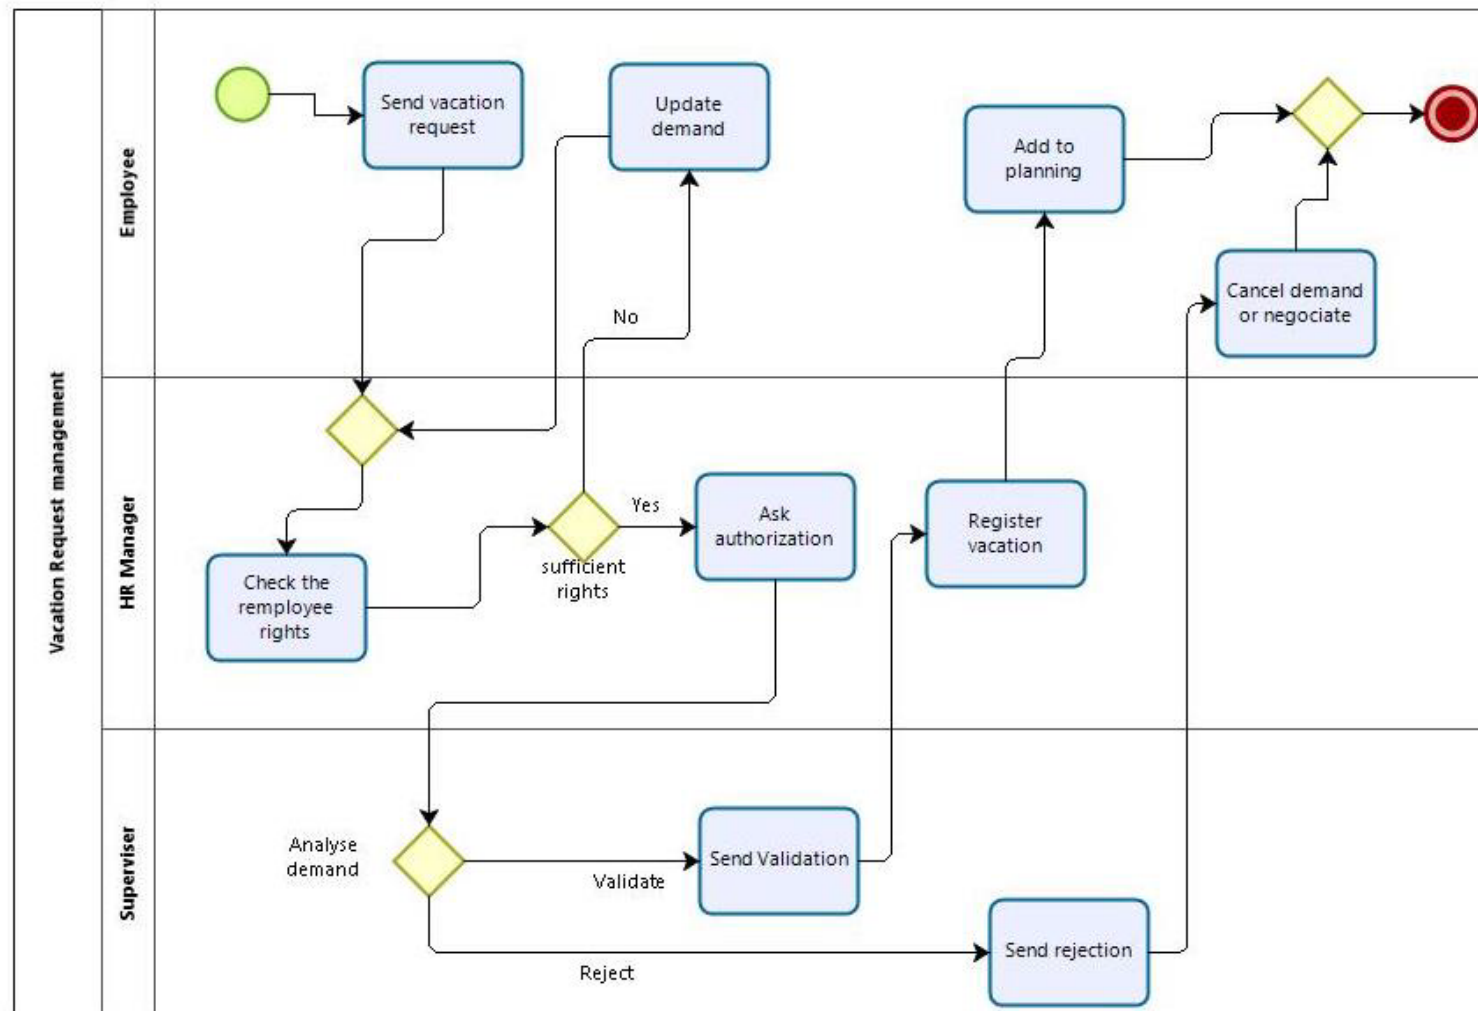 Vacation Request management
Employee
Send vacation
request
Update
demand
Add to
planning
Cancel demand
or negociate
No
HR Manager
Check the
remployee
rights
sufficient
rights
Yes
Ask
authorization
Register
vacation
Superviser
Analyse
demand
Validate
Send Validation
Reject
Send rejection